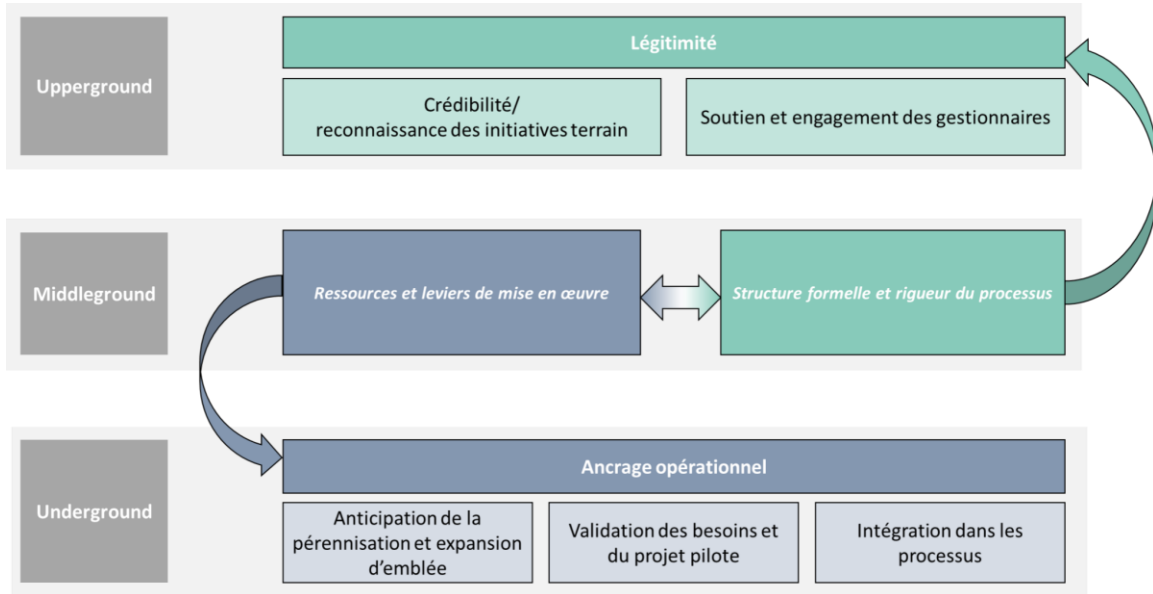 Upperground
Légitimité
Crédibilité/
reconnaissance des initiatives terrain
Soutien et engagement des gestionnaires
Middleground
Ressources et leviers de mise en œuvre
Structure formelle et rigueur du processus
Underground
Ancrage opérationnel
Anticipation de la
pérennisation et expansion
d'emblée
Validation des besoins et
du projet pilote
Intégration dans les
processus